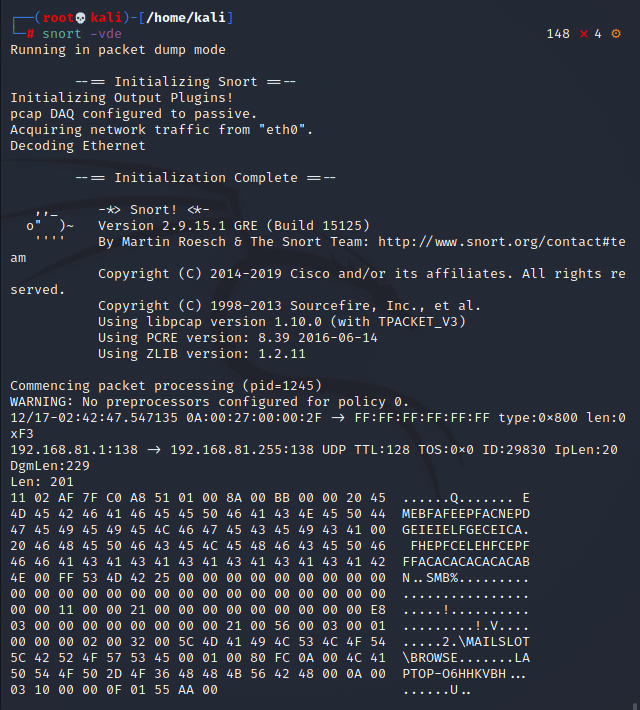 ┌──(root💀kali)-[/home/kali]
└─# snort -vde 148 ⨯ 4 ⚙
Running in packet dump mode
--== Initializing Snort ==--
Initializing Output Plugins!
pcap DAQ configured to passive.
Acquiring network traffic from "eth0".
Decoding Ethernet
--== Initialization Complete ==--
,,_ -*> Snort! <*-
o" )~ Version 2.9.15.1 GRE (Build 15125)
'''' By Martin Roesch & The Snort Team: http://www.snort.org/contact#te
am
Copyright (C) 2014-2019 Cisco and/or its affiliates. All rights re
served.
Copyright (C) 1998-2013 Sourcefire, Inc., et al.
Using libpcap version 1.10.0 (with TPACKET_V3)
Using PCRE version: 8.39 2016-06-14
Using ZLIB version: 1.2.11
Commencing packet processing (pid=1245)
WARNING: No preprocessors configured for policy 0.
12/17-02:42:47.547135 0A:00:27:00:00:2F -> FF:FF:FF:FF:FF:FF type:0x800 len:0
xF3
192.168.81.1:138 -> 192.168.81.255:138 UDP TTL:128 TOS:0x0 ID:29830 IpLen:20
DgmLen:229
Len: 201
11 02 AF 7F C0 A8 51 01 00 8A 00 BB 00 00 20 45 ......Q....... E
4D 45 42 46 41 46 45 45 50 46 41 43 4E 45 50 44 MEBFAFEEPFACNEPD
47 45 49 45 49 45 4C 46 47 45 43 45 49 43 41 00 GEIEIELFGECEICA.
20 46 48 45 50 46 43 45 4C 45 48 46 43 45 50 46 FHEPFCELEHFCEPF
46 46 41 43 41 43 41 43 41 43 41 43 41 43 41 42 FFACACACACACACAB
4E 00 FF 53 4D 42 25 00 00 00 00 00 00 00 00 00 N..SMB%.........
00 00 00 00 00 00 00 00 00 00 00 00 00 00 00 00 ................
00 00 11 00 00 21 00 00 00 00 00 00 00 00 00 E8 .....!..........
03 00 00 00 00 00 00 00 00 21 00 56 00 03 00 01 .........!.V....
00 00 00 02 00 32 00 5C 4D 41 49 4C 53 4C 4F 54 .....2.\MAILSLOT
5C 42 52 4F 57 53 45 00 01 00 80 FC 0A 00 4C 41 \BROWSE.......LA
50 54 4F 50 2D 4F 36 48 48 4B 56 42 48 00 0A 00 PTOP-O6HHKVBH...
03 10 00 00 0F 01 55 AA 00 ......U..